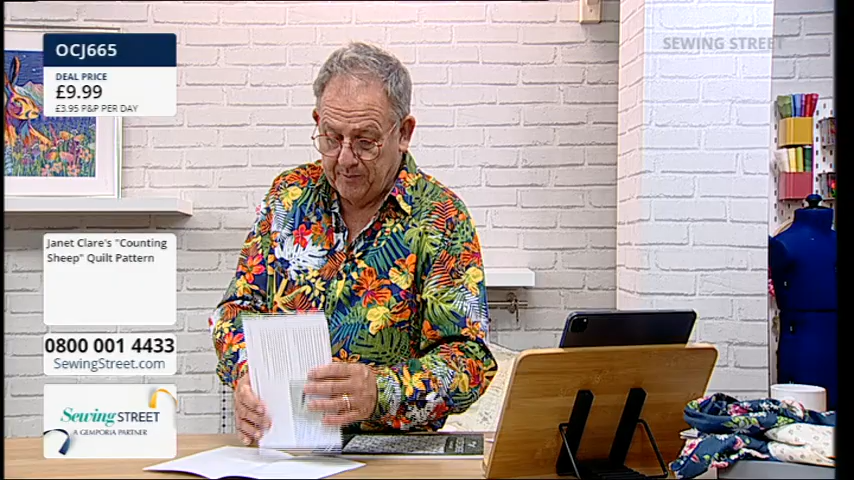 OCJ665
DEAL PRICE
£9.99
£3.95 P&P PER DAY
SEWING STREET
Janet Clare's "Counting
Sheep" Quilt Pattern
0800 001 4433
SewingStreet.com
Sewing STREET
A GEMPORIA PARTNER